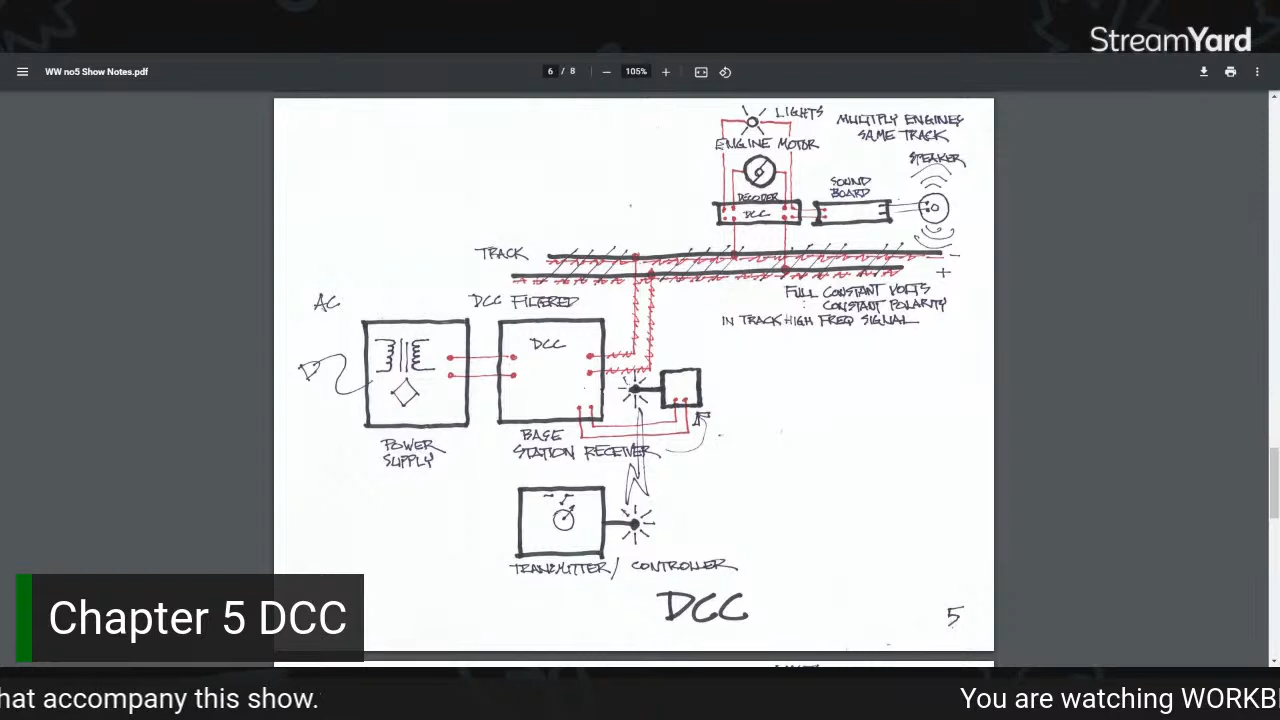 StreamYard
WW no5 Show Notes.pdf
6 / 8
105%
LIGHTS
MULTIPLY ENGINES
SAME TRACK
ENGINE MOTOR
SPEAKER
SOUND
BOARD
DECODER
DCC
TRACK
-
+
FULL CONSTANT VOLTS
: CONSTANT POLARITY
IN TRACK HIGH FREQ SIGNAL
AC
DCC FILTERED
DCC
POWER
SUPPLY
BASE
STATION RECEIVER
TRANMITTER / CONTROLLER
DCC
5
Chapter 5 DCC
hat accompany this show.
You are watching WORKB